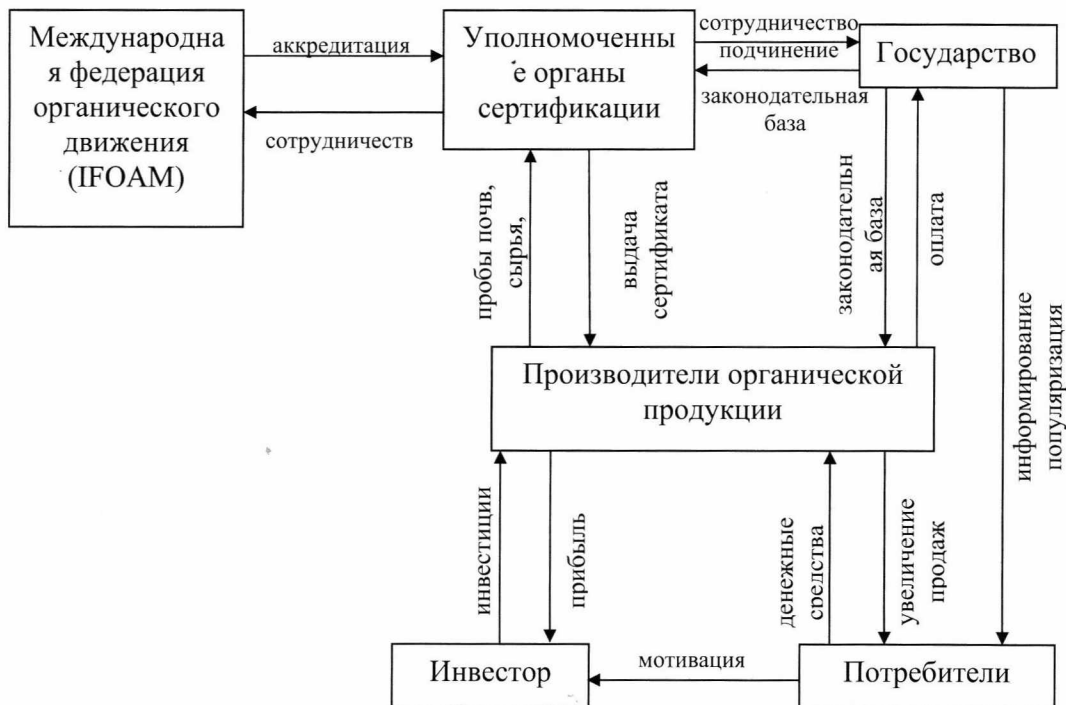 Международна
я федерация
органического
движения
(IFOAM)
аккредитация
сотрудничеств
Уполномоченны
е органы
сертификации
сотрудничество
подчинение
законодательная
база
Государство
пробы почв,
сырья,
выдача
сертификата
законодательн
ая база
оплата
информирование
популяризация
Производители органической
продукции
инвестиции
прибыль
денежные
средства
увеличение
продаж
Инвестор
мотивация
Потребители